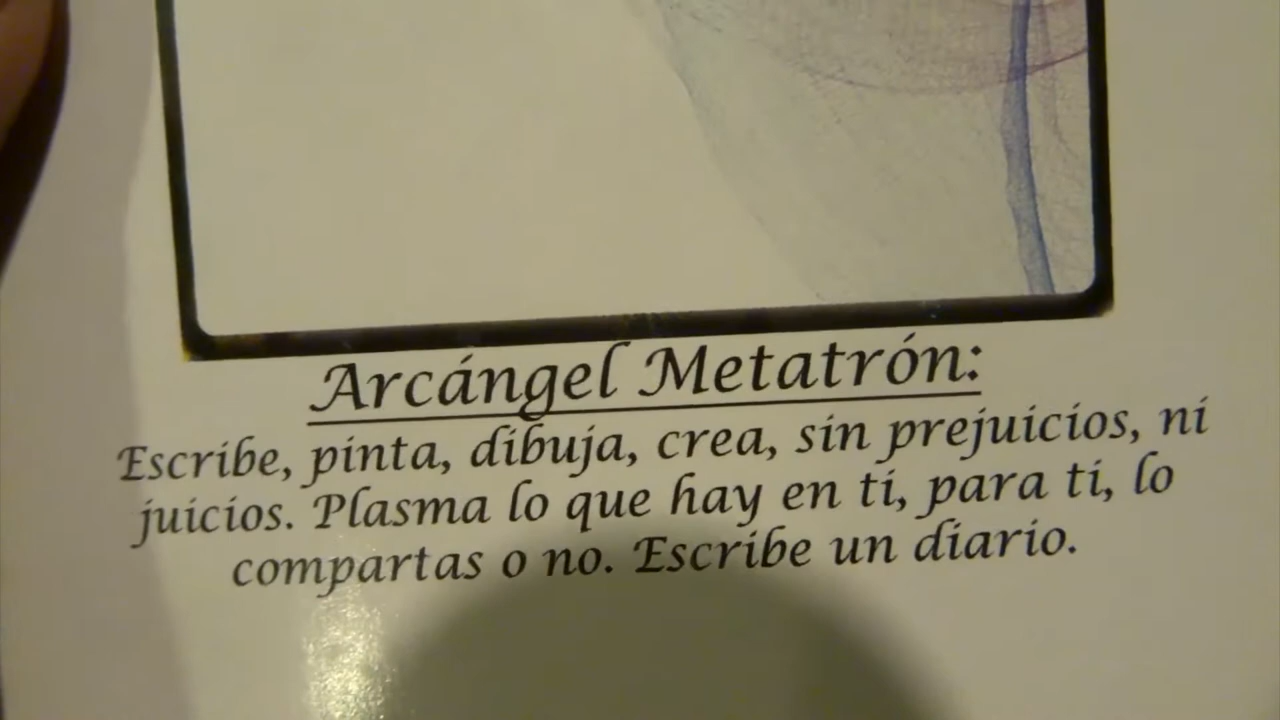 Arcángel Metatrón:
Escribe, pinta, dibuja, crea, sin prejuicios, ni
juicios. Plasma lo que hay en ti, para ti, lo
compartas o no. Escribe un diario.